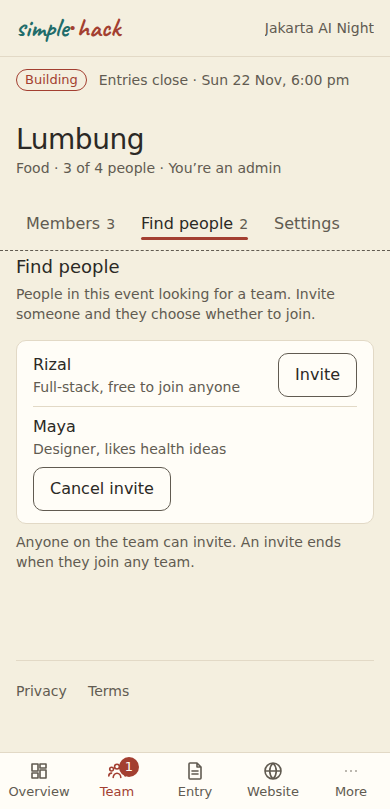 simple·hack
Jakarta AI Night
Building
Entries close · Sun 22 Nov, 6:00 pm
Lumbung
Food · 3 of 4 people · You’re an admin
Members 3
Find people 2
Settings
Find people
People in this event looking for a team. Invite
someone and they choose whether to join.
Rizal
Full-stack, free to join anyone
Invite
Maya
Designer, likes health ideas
Cancel invite
Anyone on the team can invite. An invite ends
when they join any team.
Privacy
Terms
1
Overview
Team
Entry
Website
More